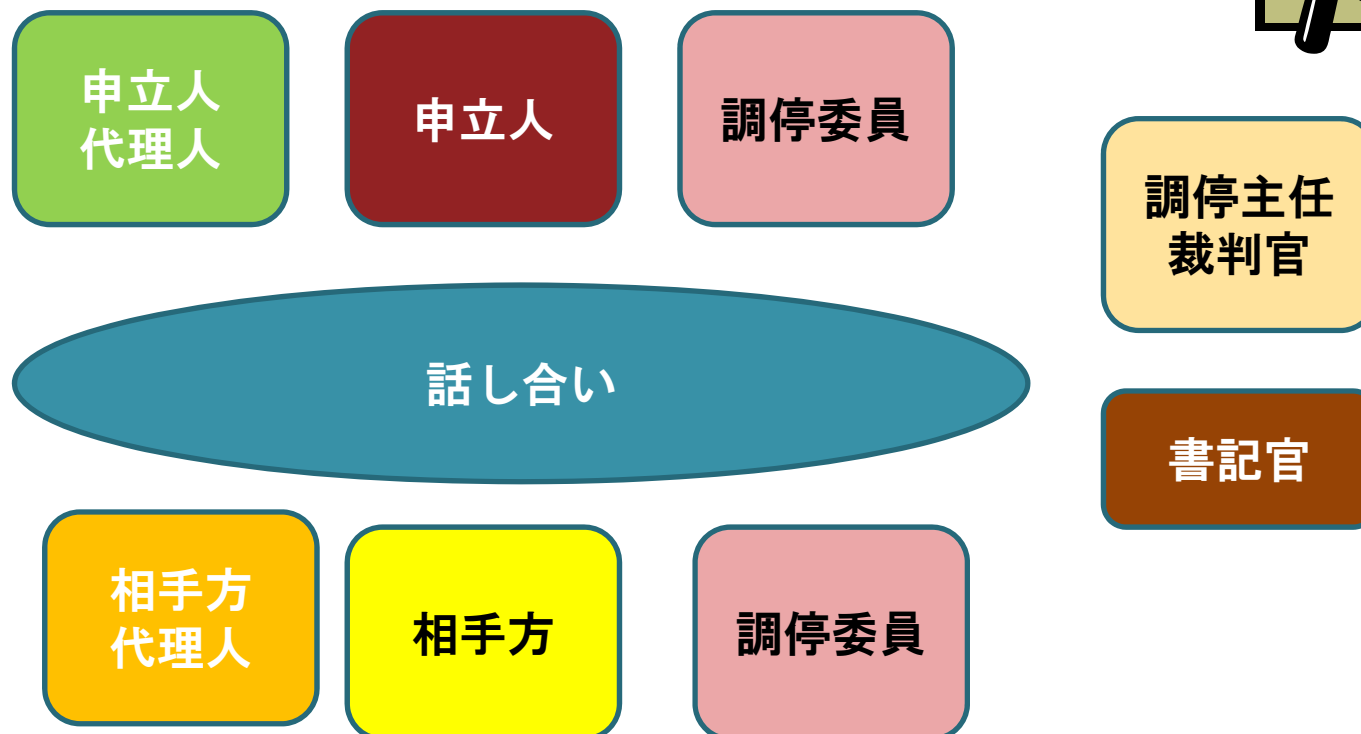 申立人
代理人
申立人
調停委員
調停主任
裁判官
話し合い
書記官
相手方
代理人
相手方
調停委員